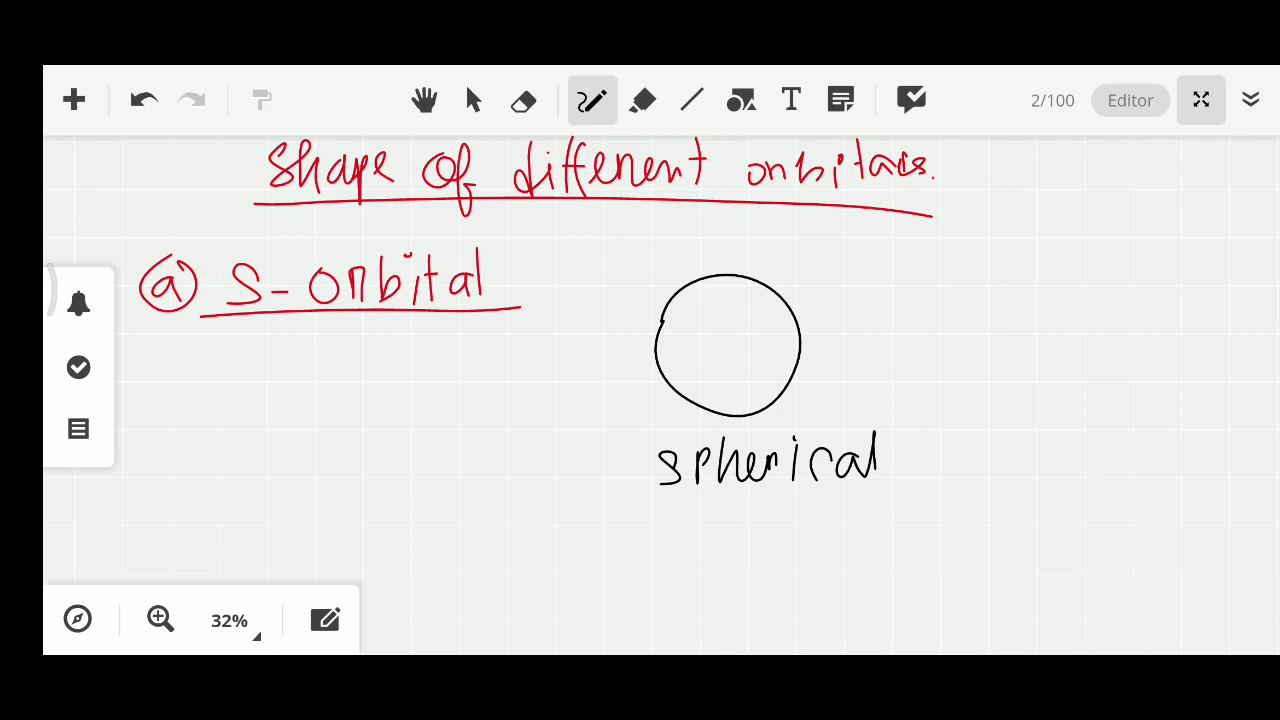 2/100 Editor
Shape of different orbitals.
(a) S-orbital
spherical
32%